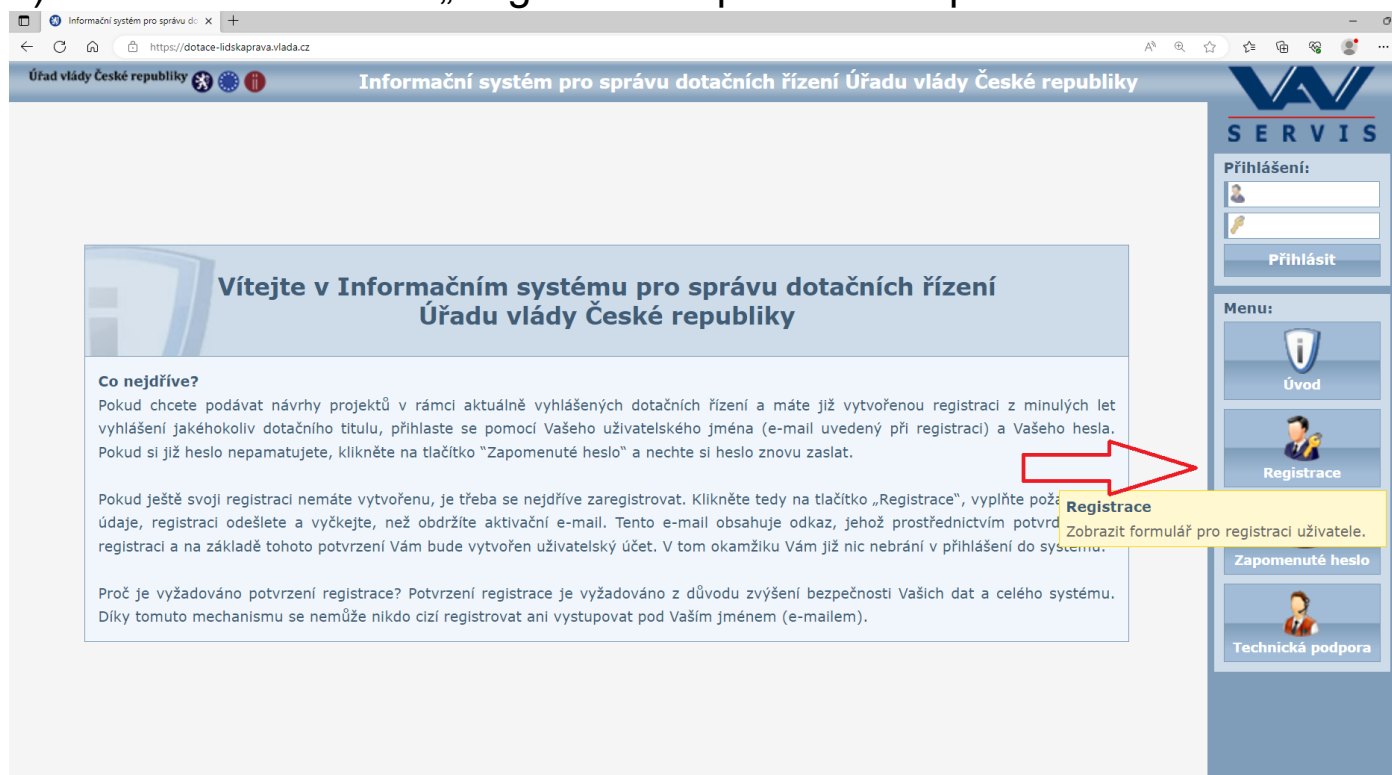 Informační systém pro správu do
https://dotace-lidskaprava.vlada.cz
Úřad vlády České republiky
Informační systém pro správu dotačních řízení Úřadu vlády České republiky
VAV
SERVIS
Přihlášení:
Přihlásit
Menu:
Úvod
Registrace
Zapomenuté heslo
Technická podpora
Vítejte v Informačním systému pro správu dotačních řízení
Úřadu vlády České republiky
Co nejdříve?
Pokud chcete podávat návrhy projektů v rámci aktuálně vyhlášených dotačních řízení a máte již vytvořenou registraci z minulých let
vyhlášení jakéhokoliv dotačního titulu, přihlaste se pomocí Vašeho uživatelského jména (e-mail uvedený při registraci) a Vašeho hesla.
Pokud si již heslo nepamatujete, klikněte na tlačítko "Zapomenuté heslo" a nechte si heslo znovu zaslat.
Pokud ještě svoji registraci nemáte vytvořenu, je třeba se nejdříve zaregistrovat. Klikněte tedy na tlačítko „Registrace", vyplňte
údaje, registraci odešlete a vyčkejte, než obdržíte aktivační e-mail. Tento e-mail obsahuje odkaz, jehož prostřednictvím
registraci a na základě tohoto potvrzení Vám bude vytvořen uživatelský účet. V tom okamžiku Vám již nic nebrání v přihlášení do systému.
Proč je vyžadováno potvrzení registrace? Potvrzení registrace je vyžadováno z důvodu zvýšení bezpečnosti Vašich dat a celého systému.
Díky tomuto mechanismu se nemůže nikdo cizí registrovat ani vystupovat pod Vaším jménem (e-mailem).
Registrace
Zobrazit formulář pro registraci uživatele.